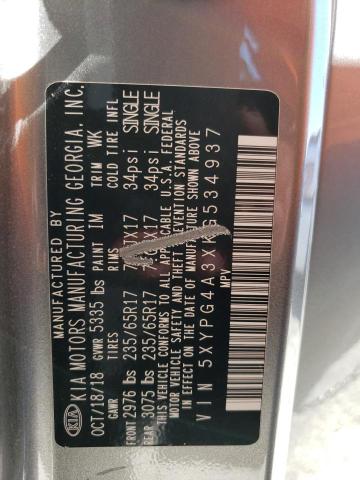 MANUFACTURED BY
KIA KIA MOTORS MANUFACTURING GEORGIA. INC.
OCT/18/18 GVWR 5335 lbs PAINT IM TRIM WK
GAWR TIRES RIMS COLD TIRE INFL
FRONT 2976 lbs 235/65R17 34psi SINGLE
REAR 3075 lbs 235/65R17 34psi SINGLE
THIS VEHICLE CONFORMS TO ALL APPLICABLE U.S.A. FEDERAL
MOTOR VEHICLE SAFETY AND THEFT PREVENTION STANDARDS
IN EFFECT ON THE DATE OF MANUFACTURE SHOWN ABOVE
VIN 5XYPG4A3XKG534937
MPV